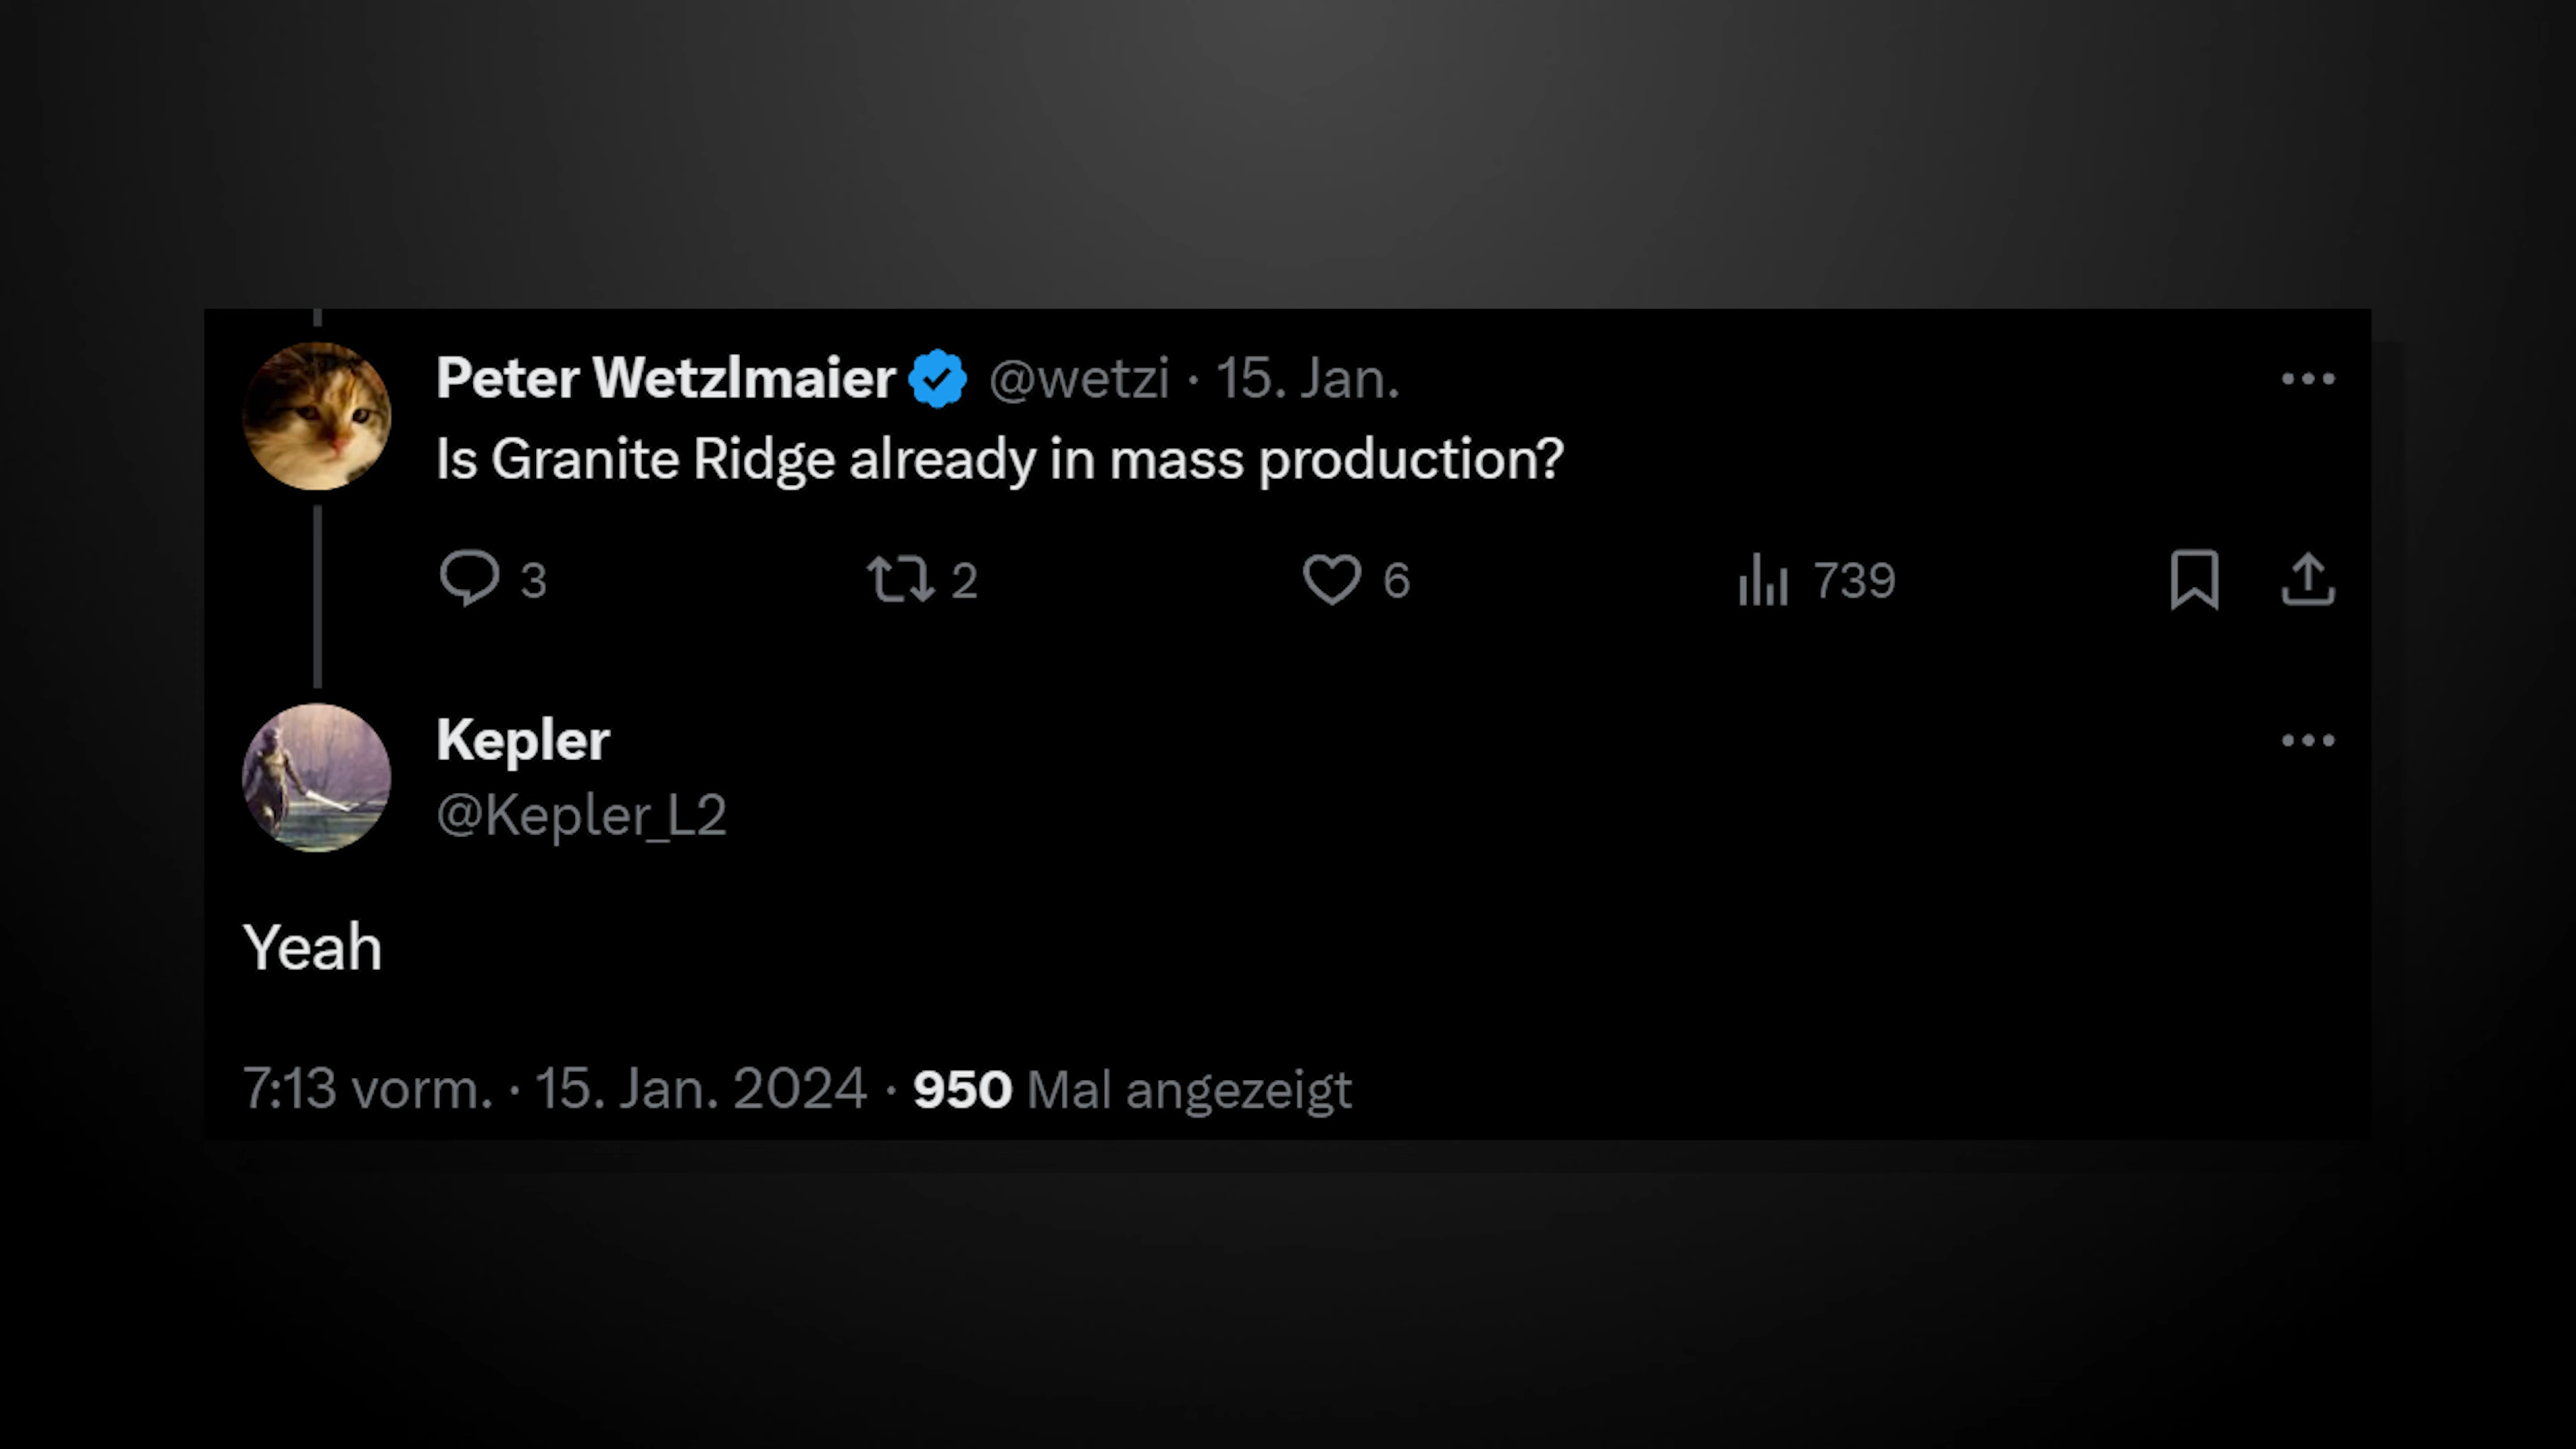 Peter Wetzlmaier @wetzi · 15. Jan.
Is Granite Ridge already in mass production?
3 2 6 739
Kepler
@Kepler_L2
Yeah
7:13 vorm. · 15. Jan. 2024 · 950 Mal angezeigt